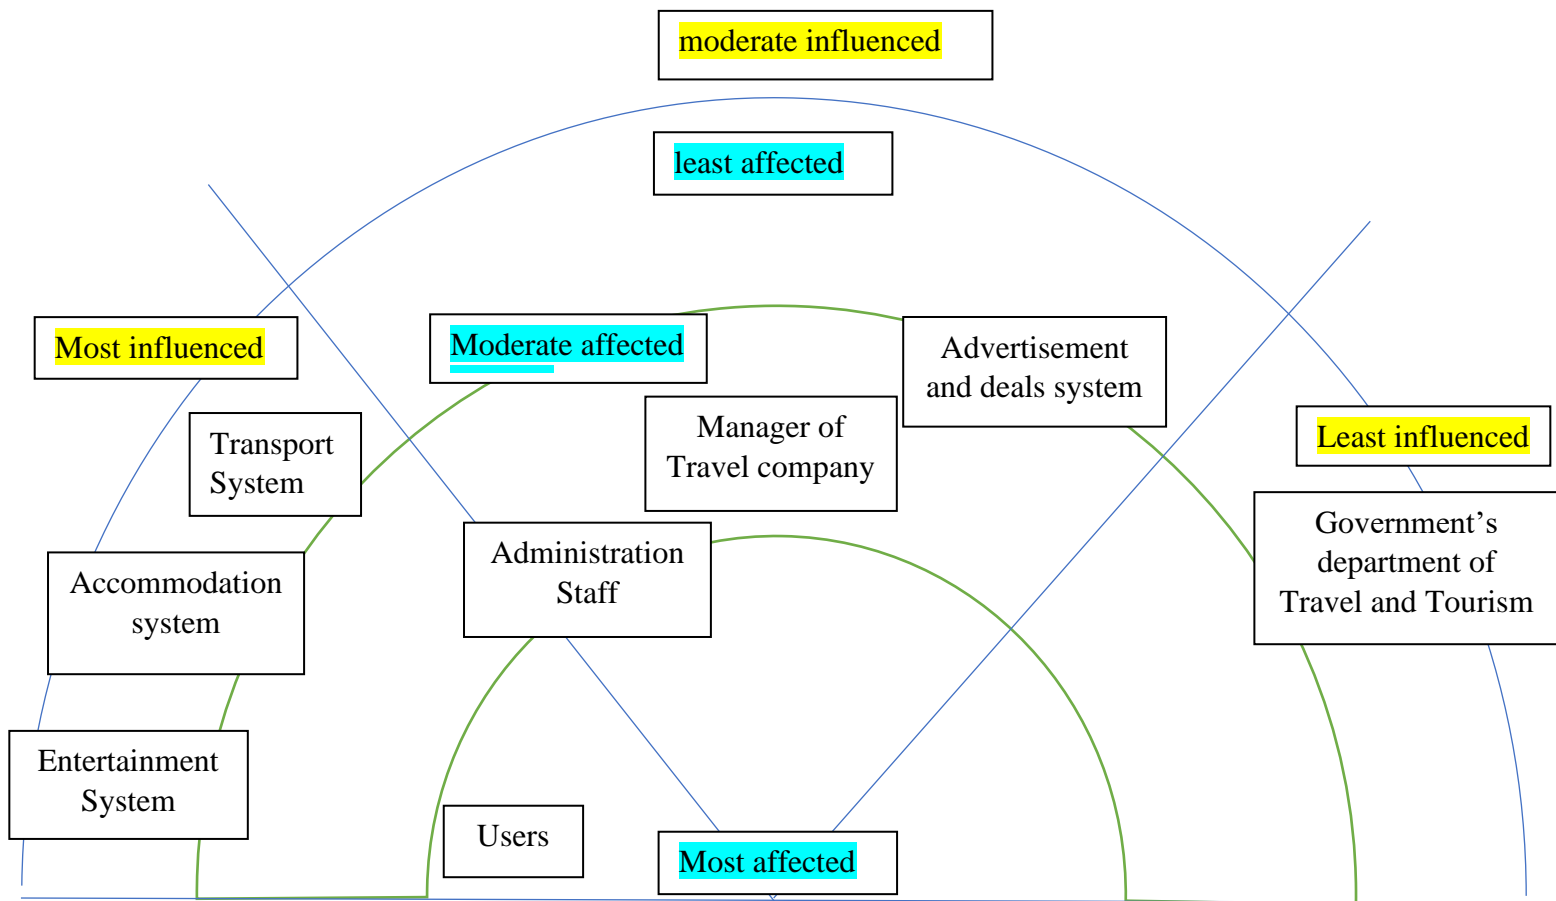 moderate influenced
least affected
Most influenced
Moderate affected
Advertisement
and deals system
Manager of
Travel company
Least influenced
Transport
System
Government’s
department of
Travel and Tourism
Administration
Staff
Accommodation
system
Entertainment
System
Users
Most affected